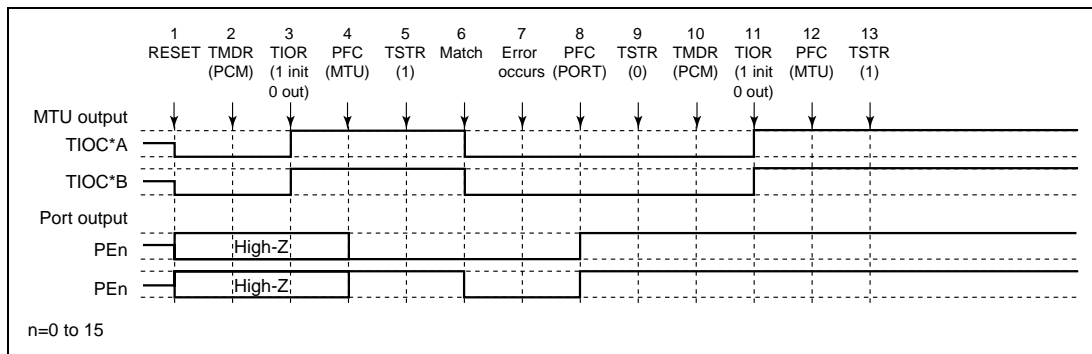 1 2 3 4 5 6 7 8 9 10 11 12 13
RESET TMDR TIOR PFC TSTR Match Error PFC TSTR TMDR TIOR PFC TSTR
(PCM) (1 init (MTU) (1) occurs (PORT) (0) (PCM) (1 init (MTU) (1)
0 out) 0 out)
MTU output
TIOC*A
TIOC*B
Port output
PEn High-Z
PEn High-Z
n=0 to 15